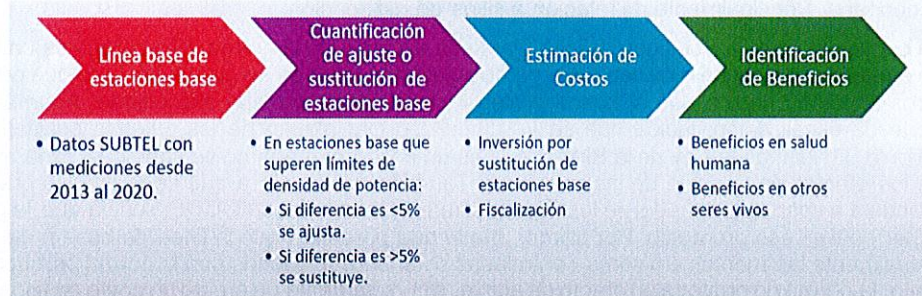 Línea base de
estaciones base
Cuantificación
de ajuste o
sustitución de
estaciones base
Estimación de
Costos
Identificación
de Beneficios
• Datos SUBTEL con
mediciones desde
2013 al 2020.
• En estaciones base que
superen límites de
densidad de potencia:
• Si diferencia es <5%
se ajusta.
• Si diferencia es >5%
se sustituye.
• Inversión por
sustitución de
estaciones base
• Fiscalización
• Beneficios en salud
humana
• Beneficios en otros
seres vivos